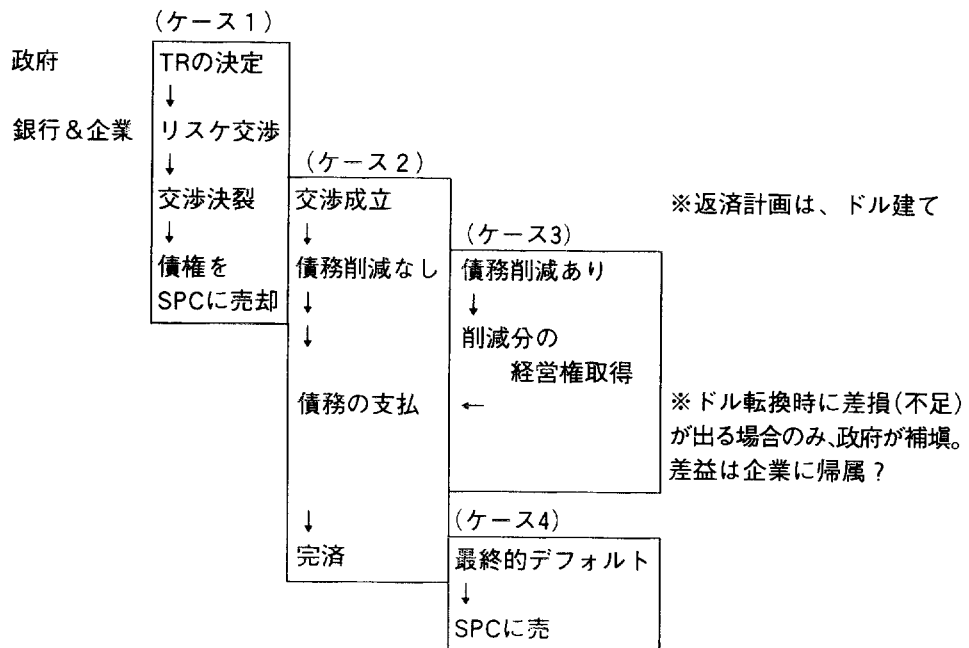 (ケース1)
政府 TRの決定
↓
銀行&企業 リスケ交渉
↓
(ケース2)
交渉決裂 交渉成立
※返済計画は、ドル建て
↓ ↓
(ケース3)
債権を 債務削減なし 債務削減あり
SPCに売却 ↓ ↓
↓ 削減分の
経営権取得
債務の支払 ←
※ドル転換時に差損(不足)
が出る場合のみ、政府が補塡。
差益は企業に帰属?
(ケース4)
↓
完済 最終的デフォルト
↓
SPCに売